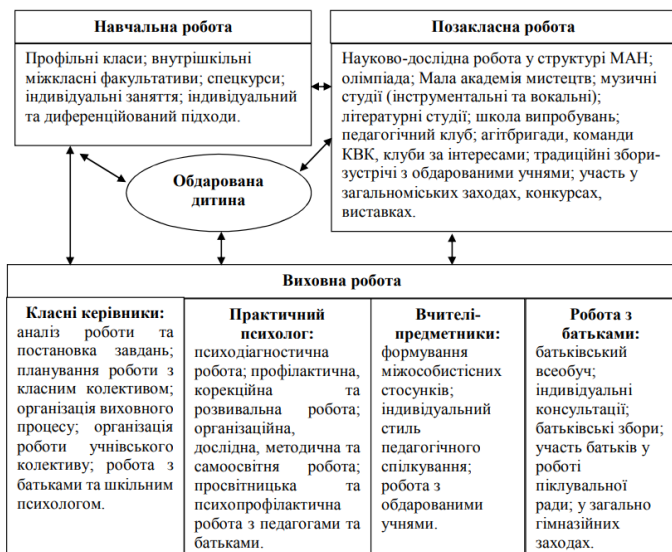 Навчальна робота
Профільні класи; внутрішкільні
міжкласні факультативи; спецкурси;
індивідуальні заняття; індивідуальний
та диференційований підходи.
Позакласна робота
Науково-дослідна робота у структурі МАН;
олімпіада; Мала академія мистецтв; музичні
студії (інструментальні та вокальні);
літературні студії; школа випробувань;
педагогічний клуб; агітбригади, команди
КВК, клуби за інтересами; традиційні збори-
зустрічі з обдарованими учнями; участь у
загальноміських заходах, конкурсах,
виставках.
Обдарована
дитина
Виховна робота
Класні керівники:
аналіз роботи та
постановка завдань;
планування роботи з
класним колективом;
організація виховного
процесу; організація
роботи учнівського
колективу; робота з
батьками та шкільним
психологом.
Практичний
психолог:
психодіагностична
робота; профілактична,
корекційна та
розвивальна робота;
організаційна,
дослідна, методична та
самоосвітня робота;
просвітницька та
психопрофілактична
робота з педагогами та
батьками.
Вчителі-
предметники:
формування
міжособистісних
стосунків;
індивідуальний
стиль
педагогічного
спілкування;
робота з
обдарованими
учнями.
Робота з
батьками:
батьківський
всеобуч;
індивідуальні
консультації;
батьківські збори;
участь батьків у
роботі
піклувальної
ради; у загально
гімназійних
заходах.